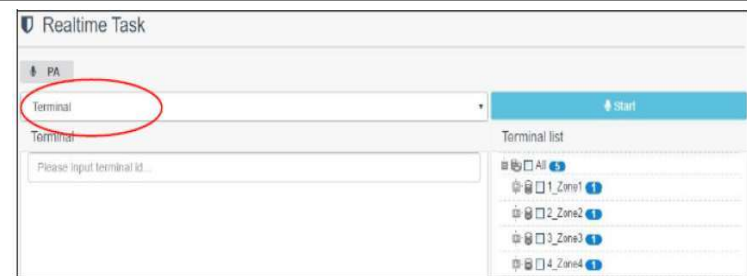 Realtime Task
PA
Terminal
Start
Terminal
Terminal list
Please input terminal id...
All 5
1_Zone1 1
2_Zone2 1
3_Zone3 1
4_Zone4 1